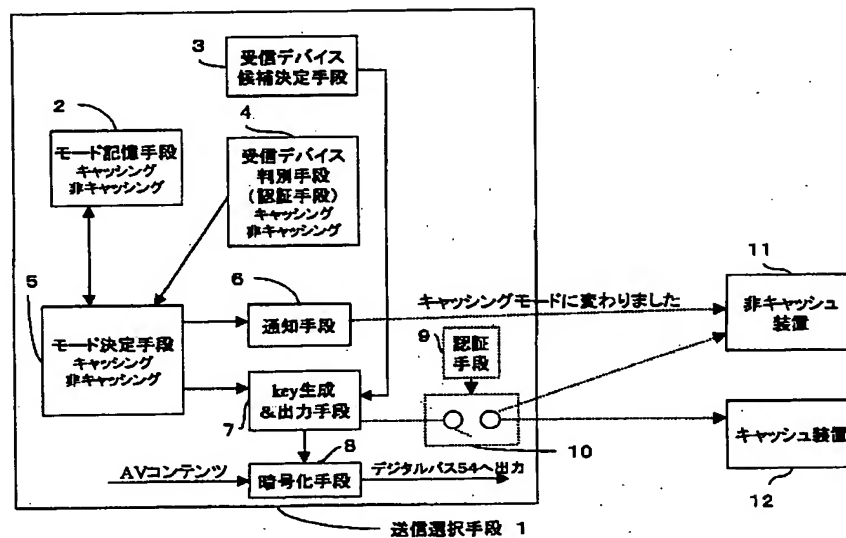 3
受信デバイス
候補決定手段
2
モード記憶手段
キャッシング
非キャッシング
4
受信デバイス
判別手段
(認証手段)
キャッシング
非キャッシング
5
モード決定手段
キャッシング
非キャッシング
6
通知手段
キャッシングモードに変わりました
11
非キャッシュ
装置
9
認証
手段
7
key生成
&出力手段
10
キャッシュ装置
12
8
AVコンテンツ
暗号化手段
デジタルバス54へ出力
送信選択手段 1